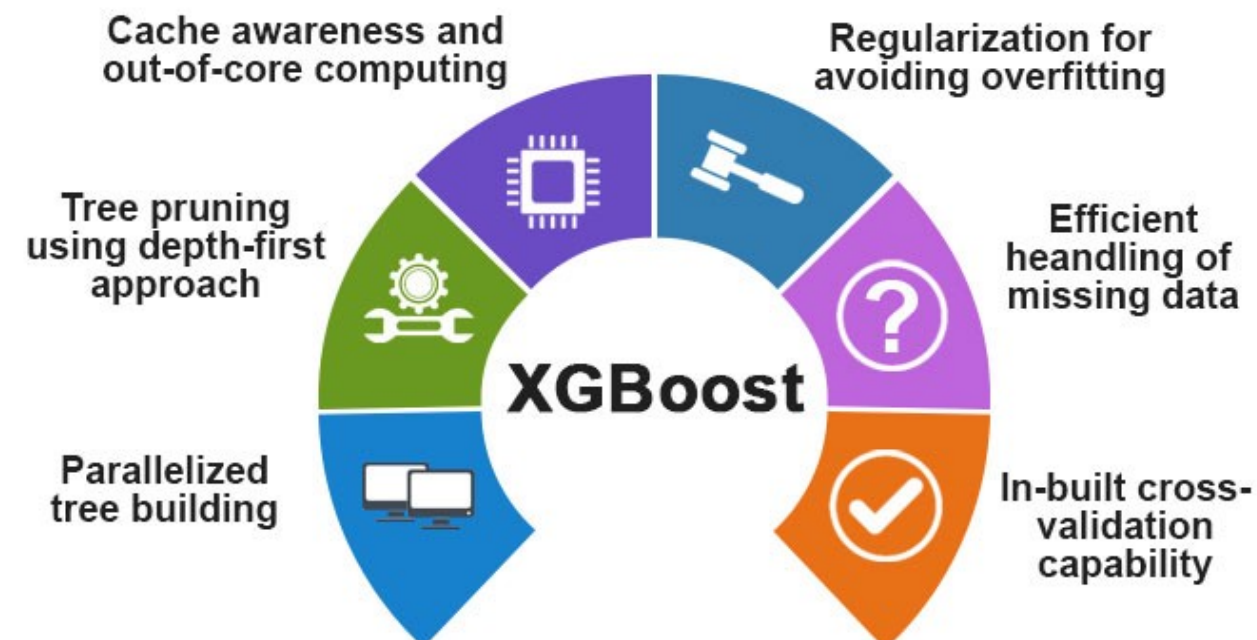 Cache awareness and
out-of-core computing
Regularization for
avoiding overfitting
Tree pruning
using depth-first
approach
Efficient
heandling of
missing data
XGBoost
Parallelized
tree building
In-built cross-
validation
capability